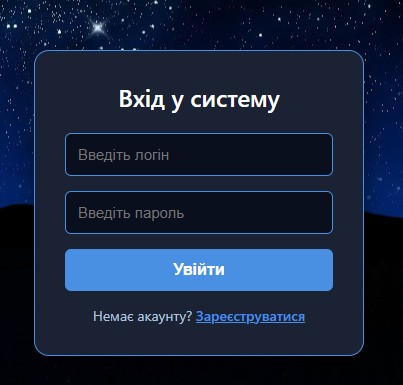 Вхід у систему
Введіть логін
Введіть пароль
Увійти
Немає акаунту? Зареєструватися